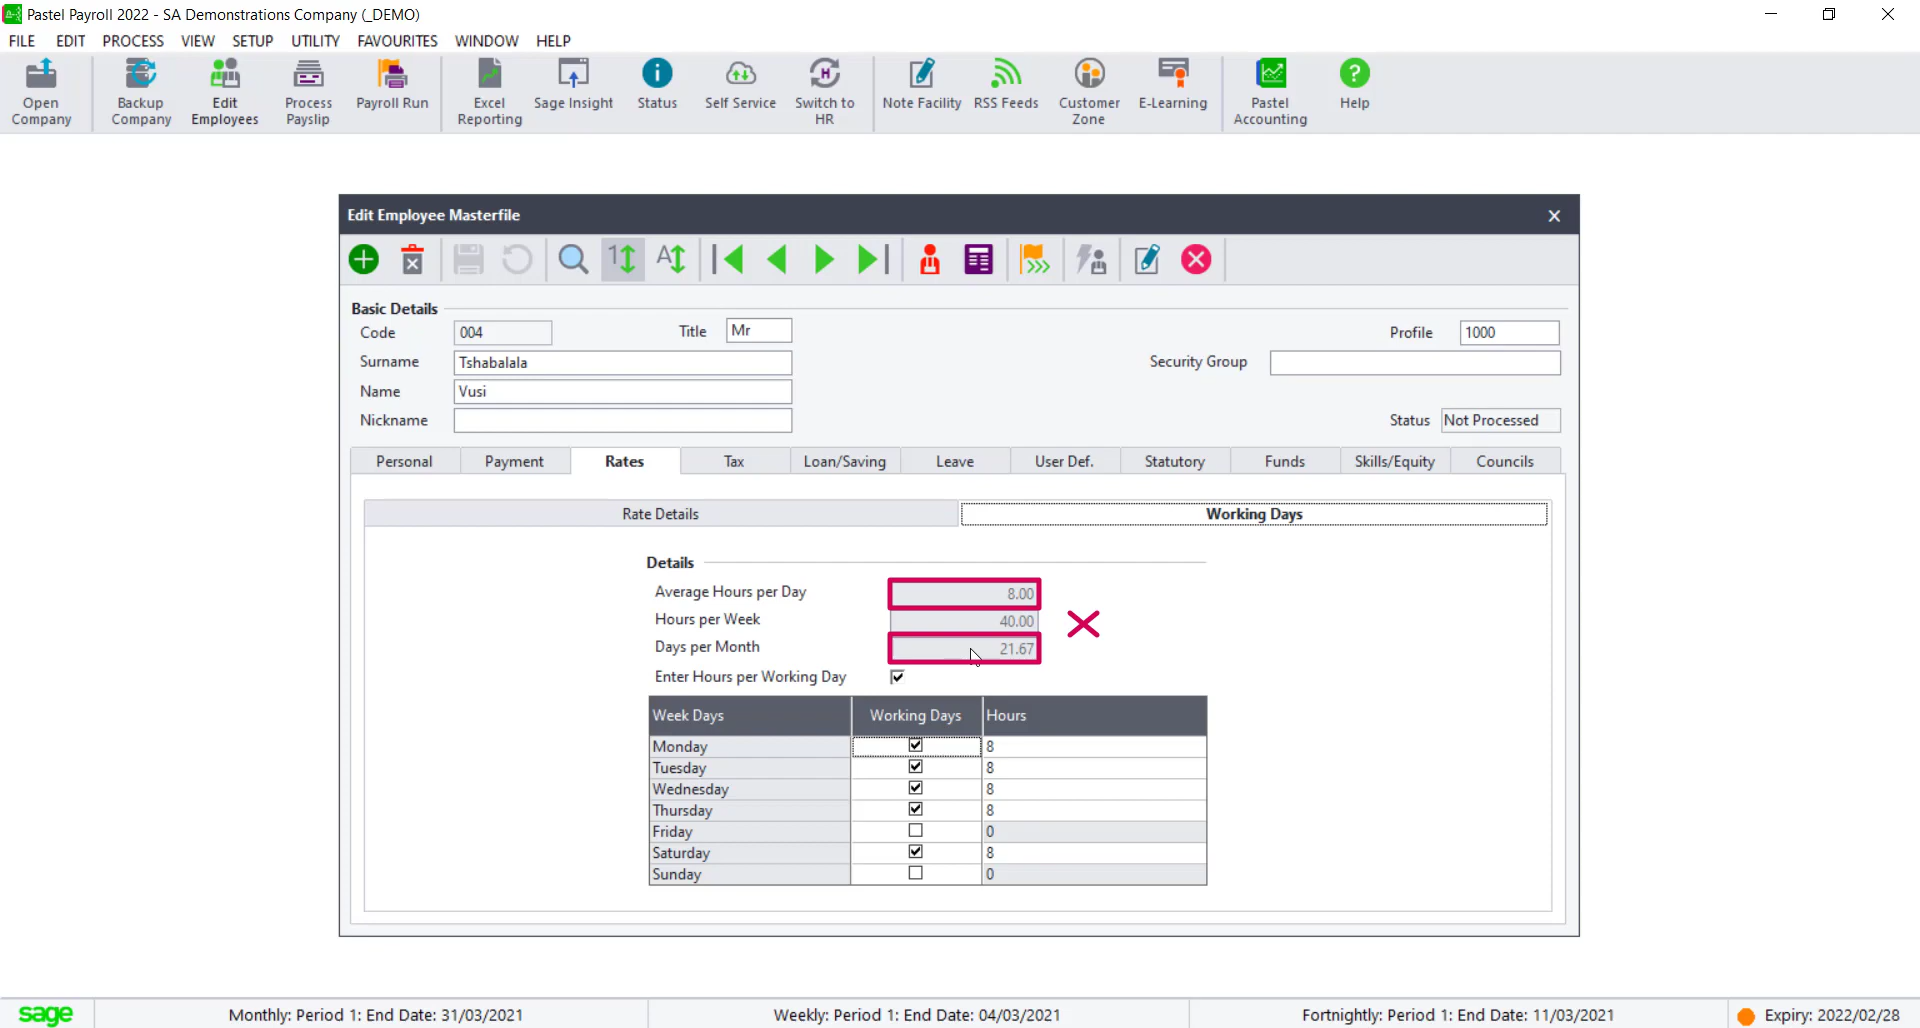 Pastel Payroll 2022 - SA Demonstrations Company (_DEMO)
FILE EDIT PROCESS VIEW SETUP UTILITY FAVOURITES WINDOW HELP
Open Company
Backup Company
Edit Employees
Process Payslip
Payroll Run
Excel Reporting
Sage Insight
Status
Self Service
Switch to HR
Note Facility
RSS Feeds
Customer Zone
E-Learning
Pastel Accounting
Help
Edit Employee Masterfile
Basic Details
Code 004 Title Mr Profile 1000
Surname Tshabalala Security Group
Name Vusi
Nickname Status Not Processed
Personal Payment Rates Tax Loan/Saving Leave User Def. Statutory Funds Skills/Equity Councils
Rate Details Working Days
Details
Average Hours per Day 8.00
Hours per Week 40.00
Days per Month 21.67
Enter Hours per Working Day
Week Days Working Days Hours
Monday 8
Tuesday 8
Wednesday 8
Thursday 8
Friday 0
Saturday 8
Sunday 0
sage Monthly: Period 1: End Date: 31/03/2021 Weekly: Period 1: End Date: 04/03/2021 Fortnightly: Period 1: End Date: 11/03/2021 Expiry: 2022/02/28